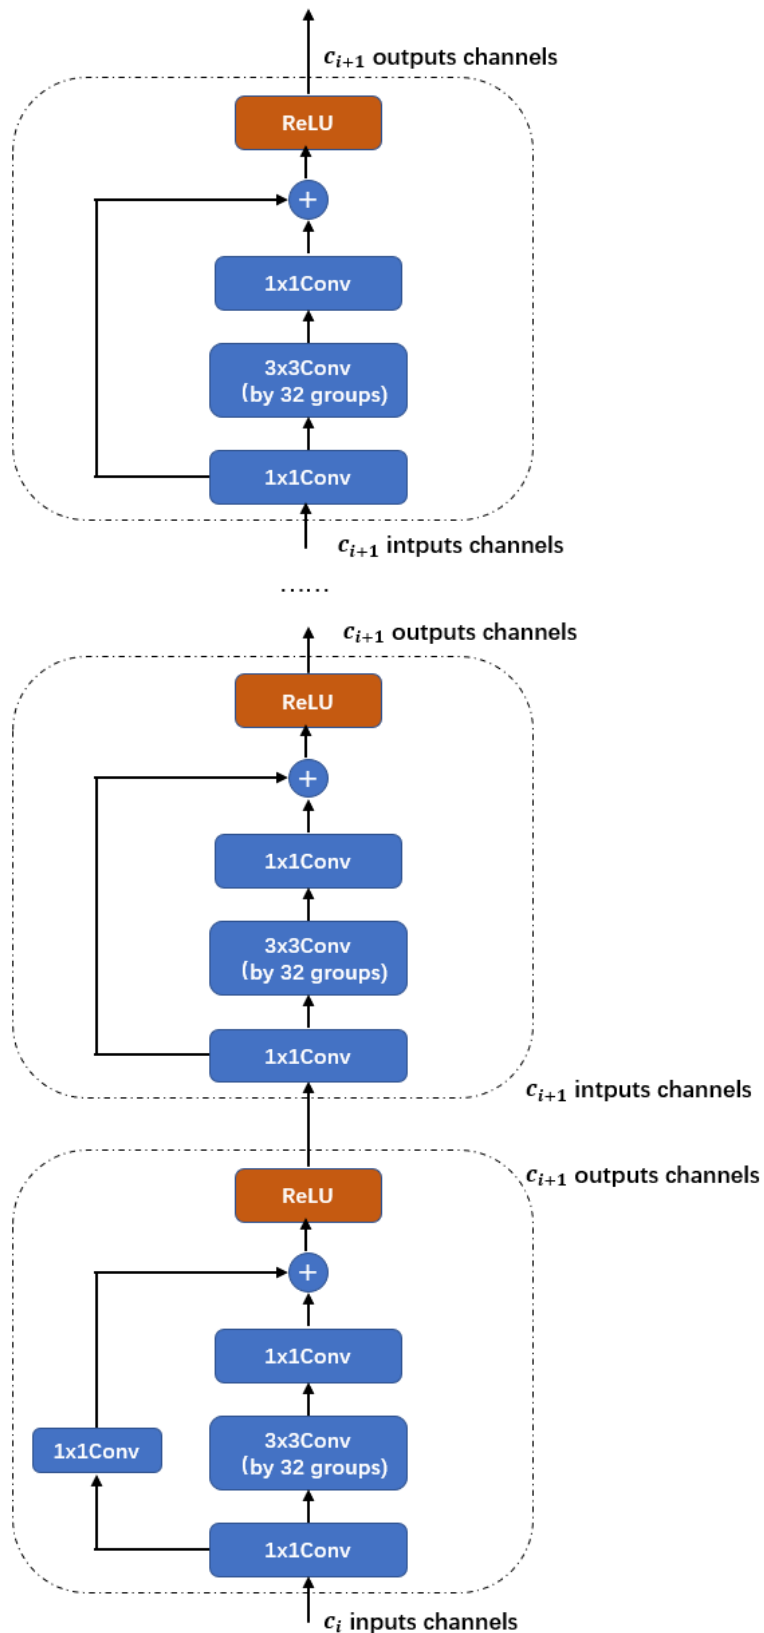 c_{i+1} outputs channels
ReLU
+
1x1Conv
3x3Conv
(by 32 groups)
1x1Conv
c_{i+1} intputs channels
......
c_{i+1} outputs channels
ReLU
+
1x1Conv
3x3Conv
(by 32 groups)
1x1Conv
c_{i+1} intputs channels
c_{i+1} outputs channels
ReLU
+
1x1Conv
3x3Conv
(by 32 groups)
1x1Conv
1x1Conv
c_i inputs channels